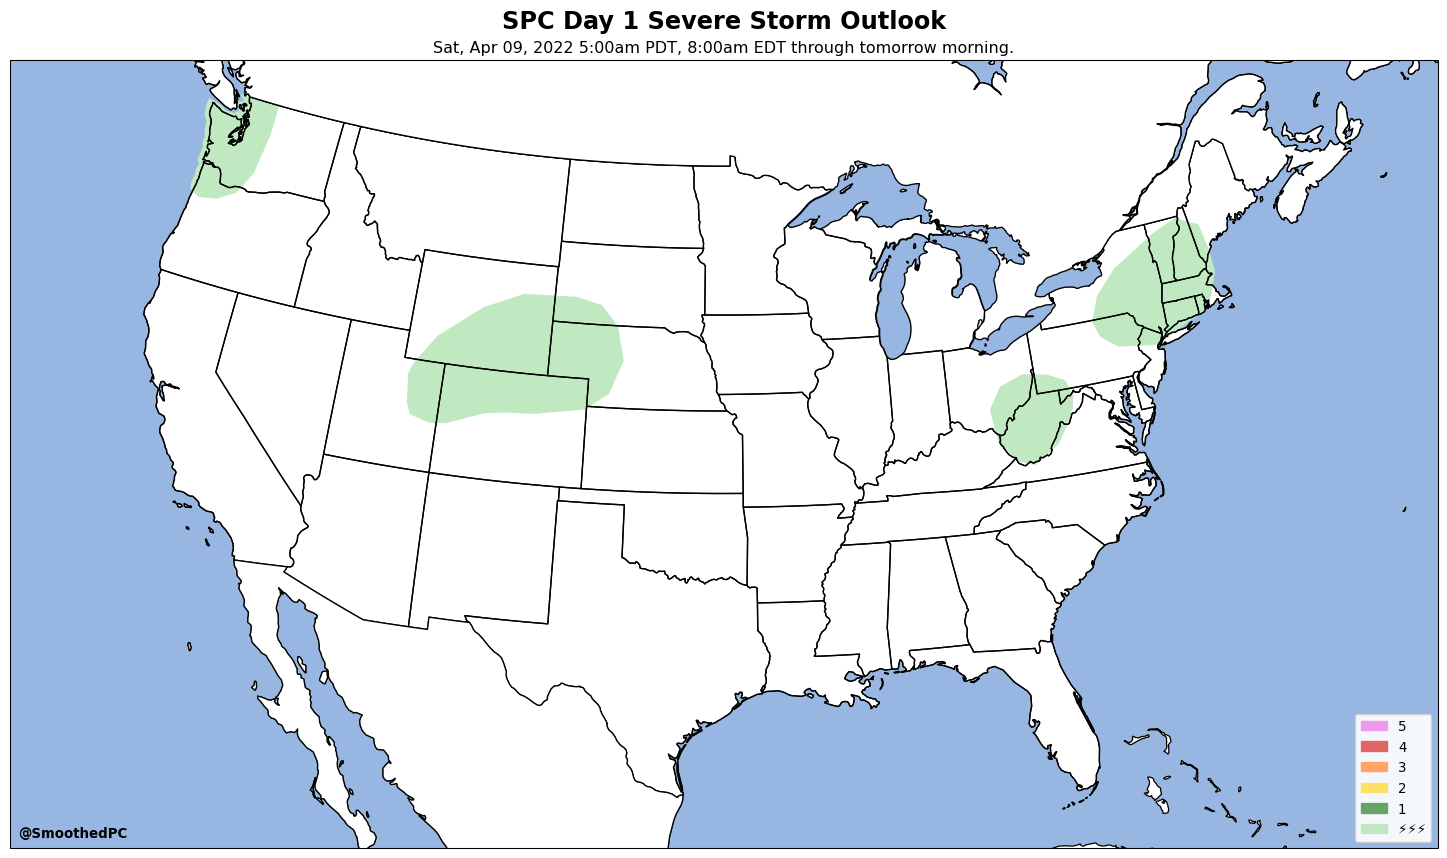 SPC Day 1 Severe Storm Outlook
Sat, Apr 09, 2022 5:00am PDT, 8:00am EDT through tomorrow morning.
5
4
3
2
1
⚡⚡⚡
@SmoothedPC